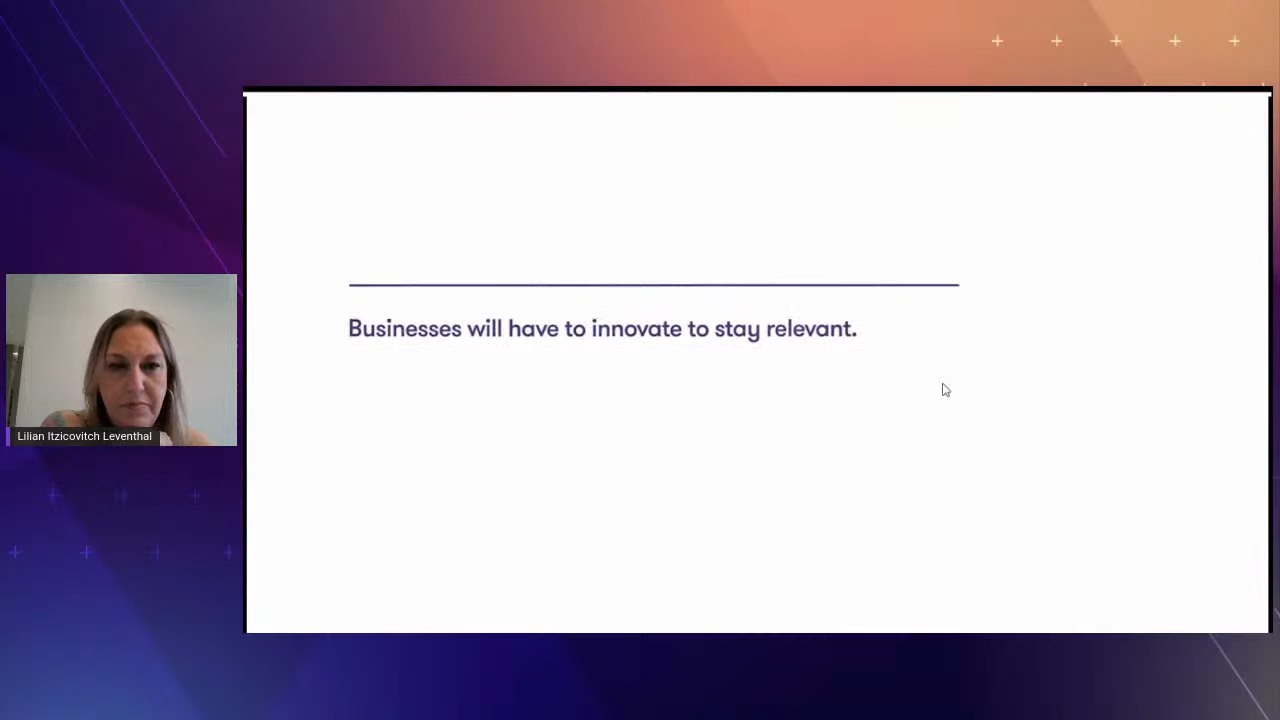 Businesses will have to innovate to stay relevant.
Lilian Itzicovitch Leventhal